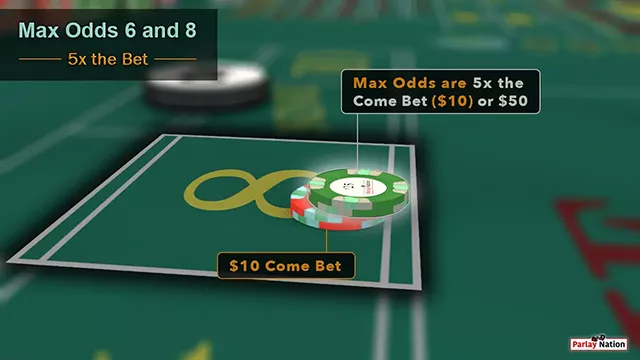 Max Odds 6 and 8
5x the Bet
Max Odds are 5x the
Come Bet ($10) or $50
8
$10 Come Bet
Parlay Nation